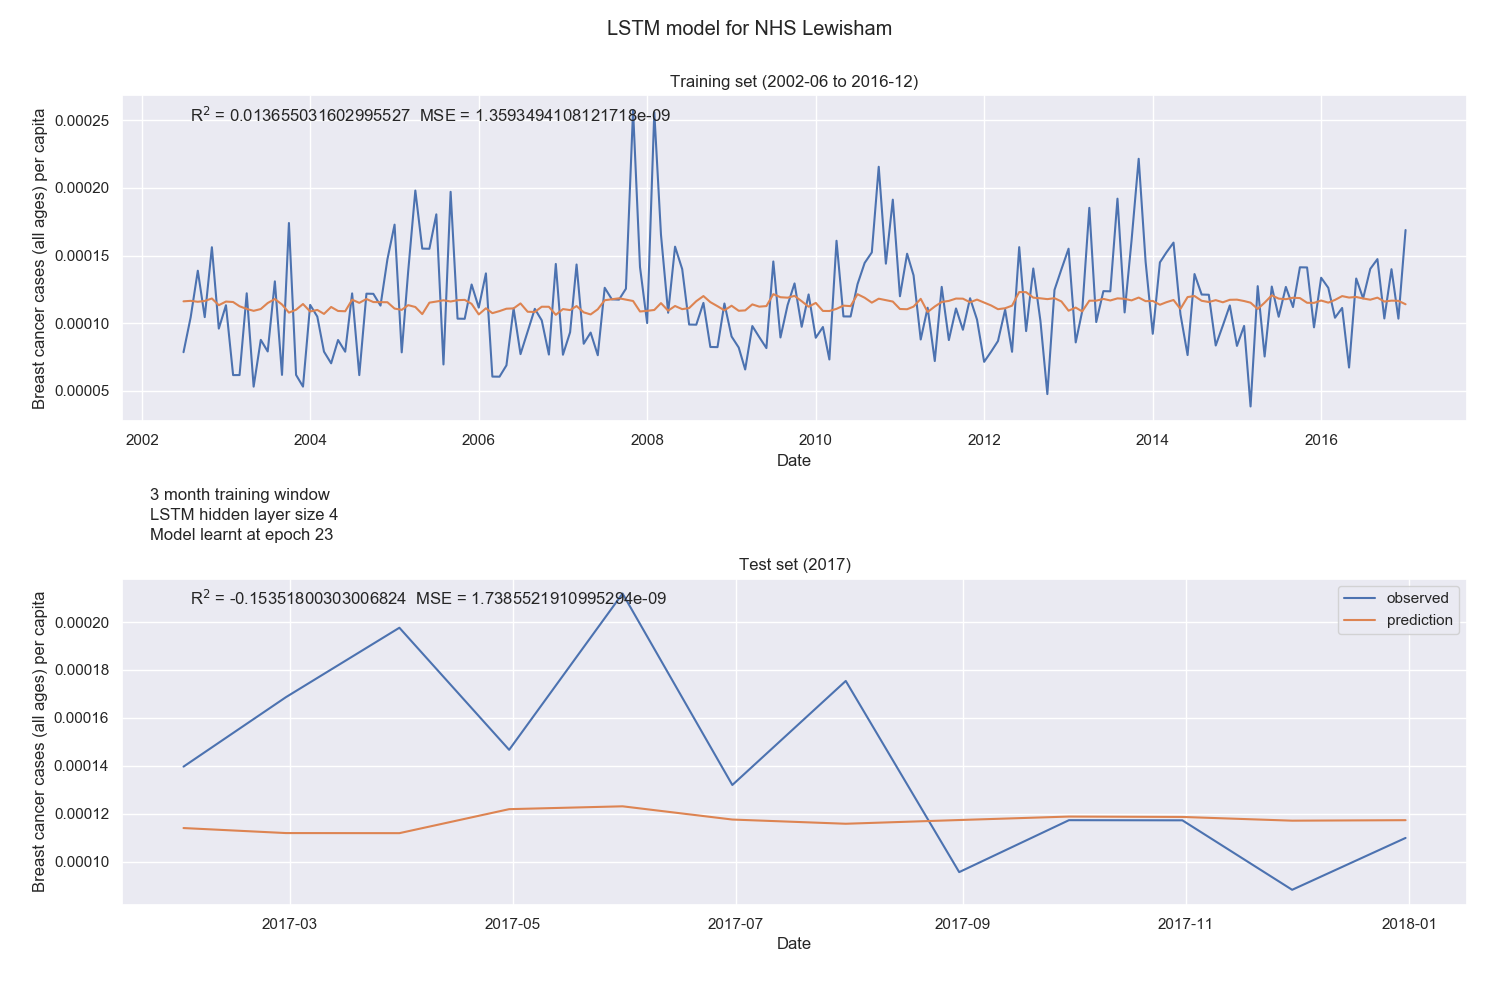 LSTM model for NHS Lewisham
Training set (2002-06 to 2016-12)
R² = 0.013655031602995527 MSE = 1.3593494108121718e-09
Breast cancer cases (all ages) per capita
0.00025
0.00020
0.00015
0.00010
0.00005
2002 2004 2006 2008 2010 2012 2014 2016
Date
3 month training window
LSTM hidden layer size 4
Model learnt at epoch 23
Test set (2017)
R² = -0.15351800303006824 MSE = 1.7385521910995294e-09
observed
prediction
Breast cancer cases (all ages) per capita
0.00020
0.00018
0.00016
0.00014
0.00012
0.00010
2017-03 2017-05 2017-07 2017-09 2017-11 2018-01
Date